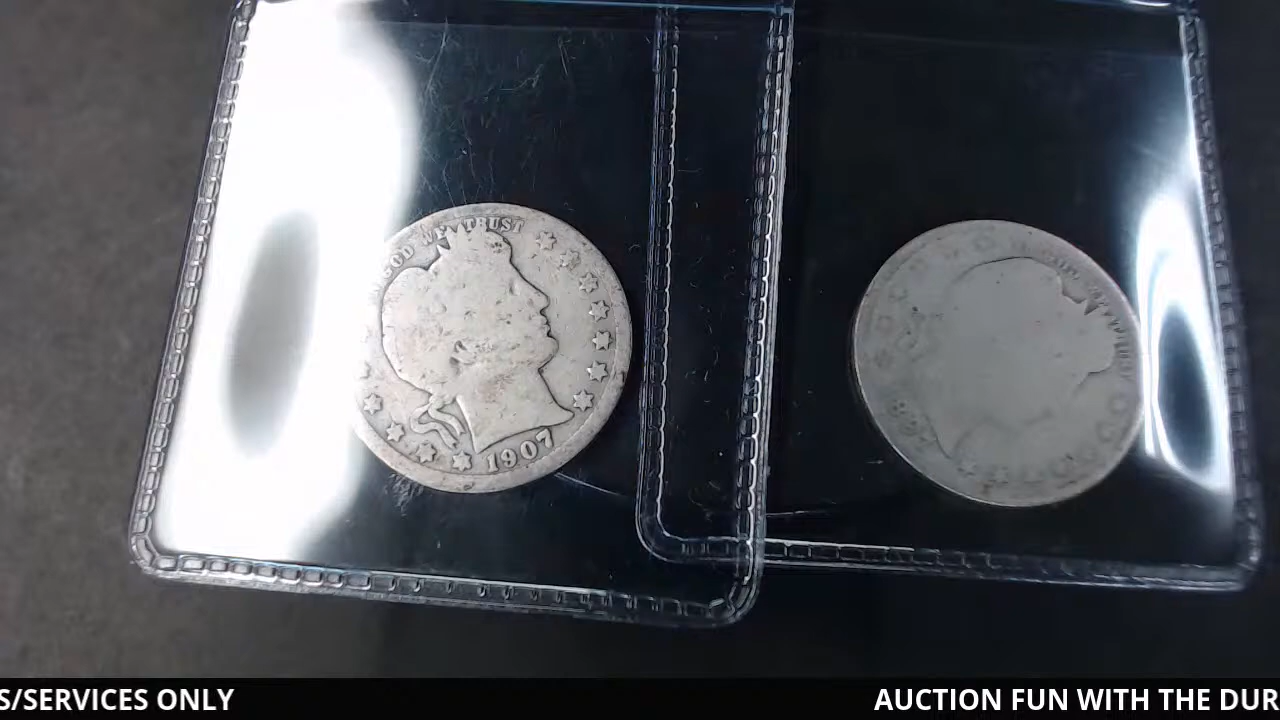 GOD WE TRUST
1907
S/SERVICES ONLY
AUCTION FUN WITH THE DUR